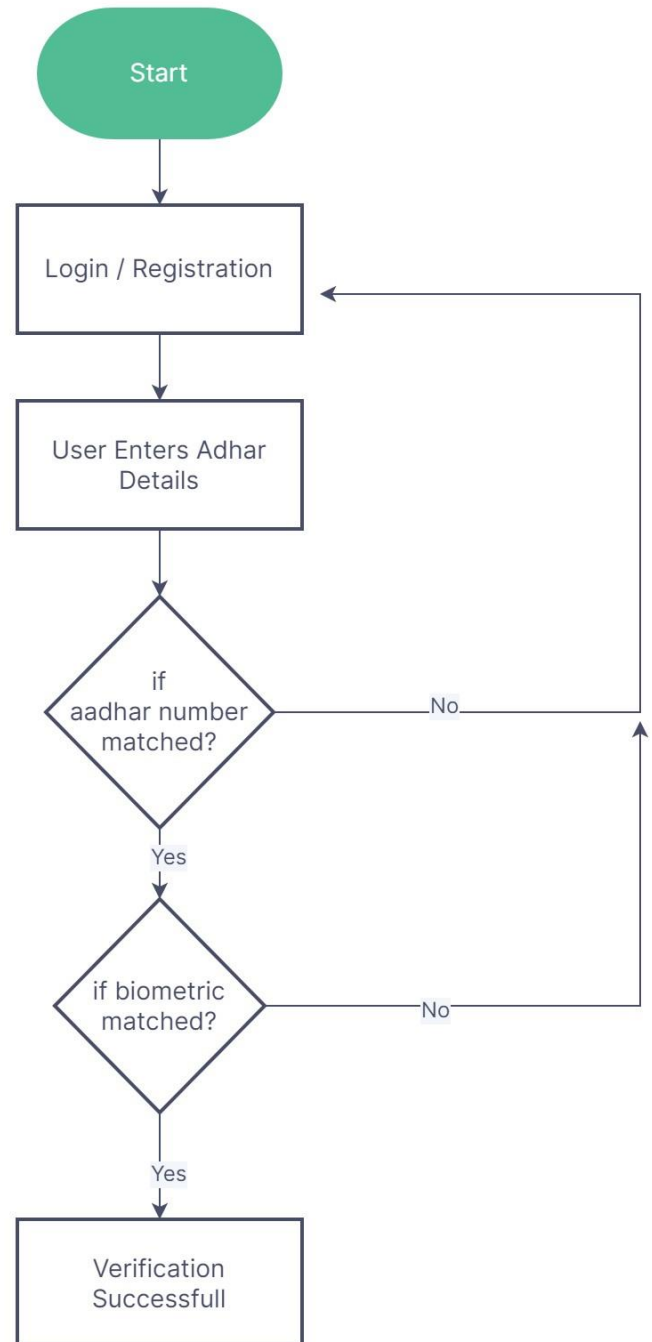 Start
Login / Registration
User Enters Adhar
Details
if
aadhar number
matched?
No
Yes
if biometric
matched?
No
Yes
Verification
Successfull